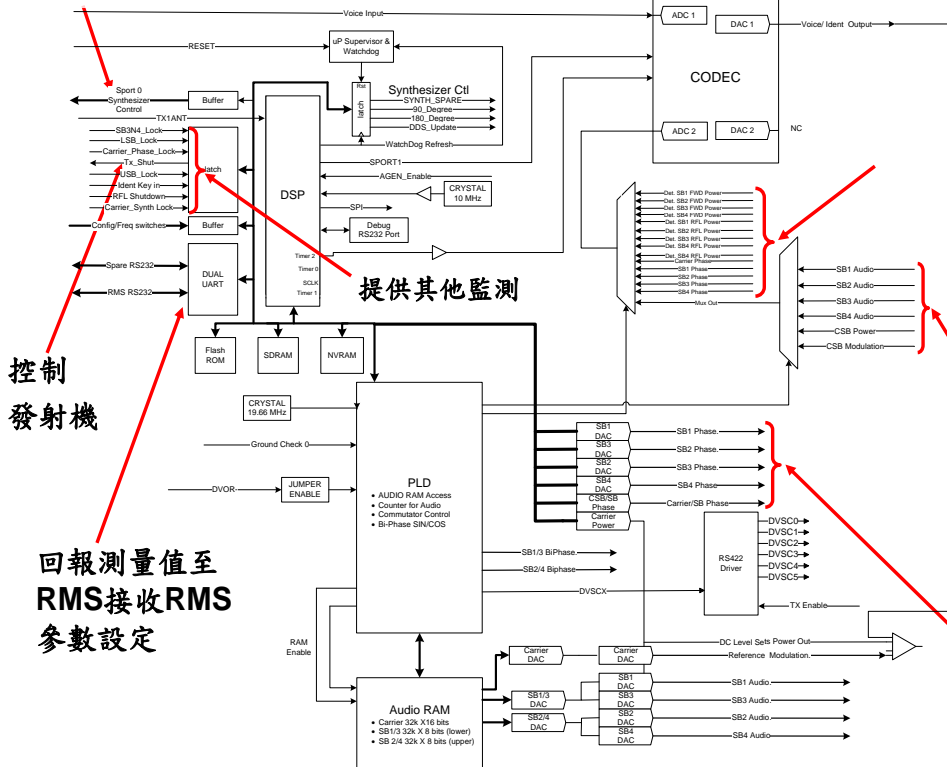 Voice Input
ADC 1
DAC 1
Voice/ Ident Output
CODEC
ADC 2
DAC 2
NC
RESET
uP Supervisor &
Watchdog
Sport 0
Synthesizer
Control
Buffer
Rst
latch
Synthesizer Ctl
SYNTH_SPARE
90_Degree
180_Degree
DDS_Update
TX1ANT
WatchDog Refresh
SB3N4_Lock
LSB_Lock
Carrier_Phase_Lock
Tx_Shut
USB_Lock
Ident Key in
RFL Shutdown
Carrier_Synth Lock
latch
DSP
SPORT1
AGEN_Enable
CRYSTAL
10 MHz
SPI
Debug
RS232 Port
Timer 2
Timer 0
SCLK
Timer 1
Config/Freq switches
Buffer
Spare RS232
RMS RS232
DUAL
UART
提供其他監測
Det. SB1 FWD Power
Det. SB2 FWD Power
Det. SB3 FWD Power
Det. SB4 FWD Power
Det. SB1 RFL Power
Det. SB2 RFL Power
Det. SB3 RFL Power
Det. SB4 RFL Power
Det. SB4 RFL Power
Carrier Phase
SB1 Phase
SB2 Phase
SB3 Phase
SB4 Phase
Mux Out
SB1 Audio
SB2 Audio
SB3 Audio
SB4 Audio
CSB Power
CSB Modulation
Flash
ROM
SDRAM
NVRAM
控制
發射機
CRYSTAL
19.66 MHz
Ground Check 0
DVOR-
JUMPER
ENABLE
PLD
• AUDIO RAM Access
• Counter for Audio
• Commutator Control
• Bi-Phase SIN/COS
SB1
DAC
SB3
DAC
SB2
DAC
SB4
DAC
CSB/SB
Phase
Carrier
Power
SB1 Phase.
SB2 Phase.
SB3 Phase.
SB4 Phase
Carrier/SB Phase
SB1/3 BiPhase.
SB2/4 Biphase
DVSCX
RS422
Driver
DVSC0
DVSC1
DVSC2
DVSC3
DVSC4
DVSC5
TX Enable
回報測量值至
RMS接收RMS
參數設定
RAM
Enable
DC Level Sets Power Out
Reference Modulation.
Carrier
DAC
Carrier
DAC
Audio RAM
• Carrier 32k X16 bits
• SB1/3 32k X 8 bits (lower)
• SB 2/4 32k X 8 bits (upper)
SB1/3
DAC
SB2/4
DAC
SB1
DAC
SB3
DAC
SB2
DAC
SB4
DAC
SB1 Audio.
SB3 Audio.
SB2 Audio.
SB4 Audio